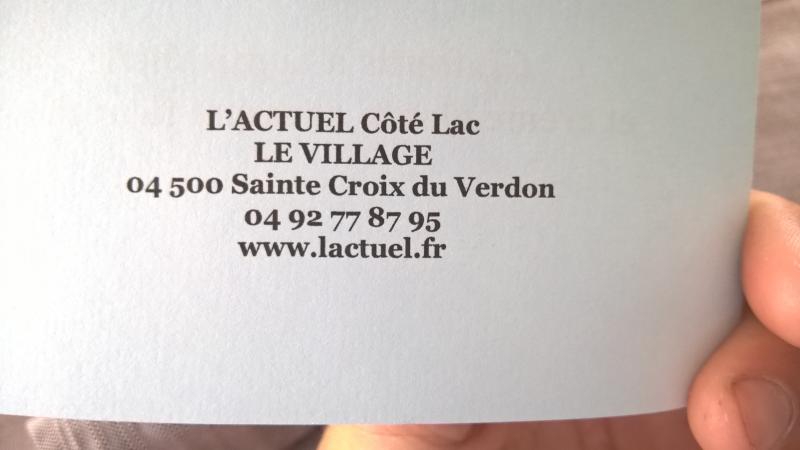 L'ACTUEL Côté Lac
LE VILLAGE
04 500 Sainte Croix du Verdon
04 92 77 87 95
www.lactuel.fr